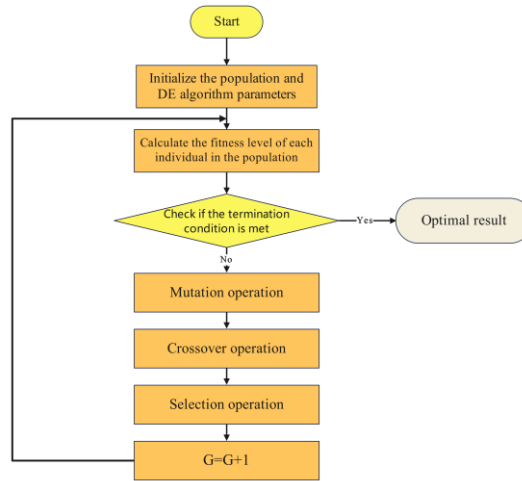 Start
Initialize the population and
DE algorithm parameters
Calculate the fitness level of each
individual in the population
Check if the termination
condition is met
Yes
Optimal result
No
Mutation operation
Crossover operation
Selection operation
G=G+1